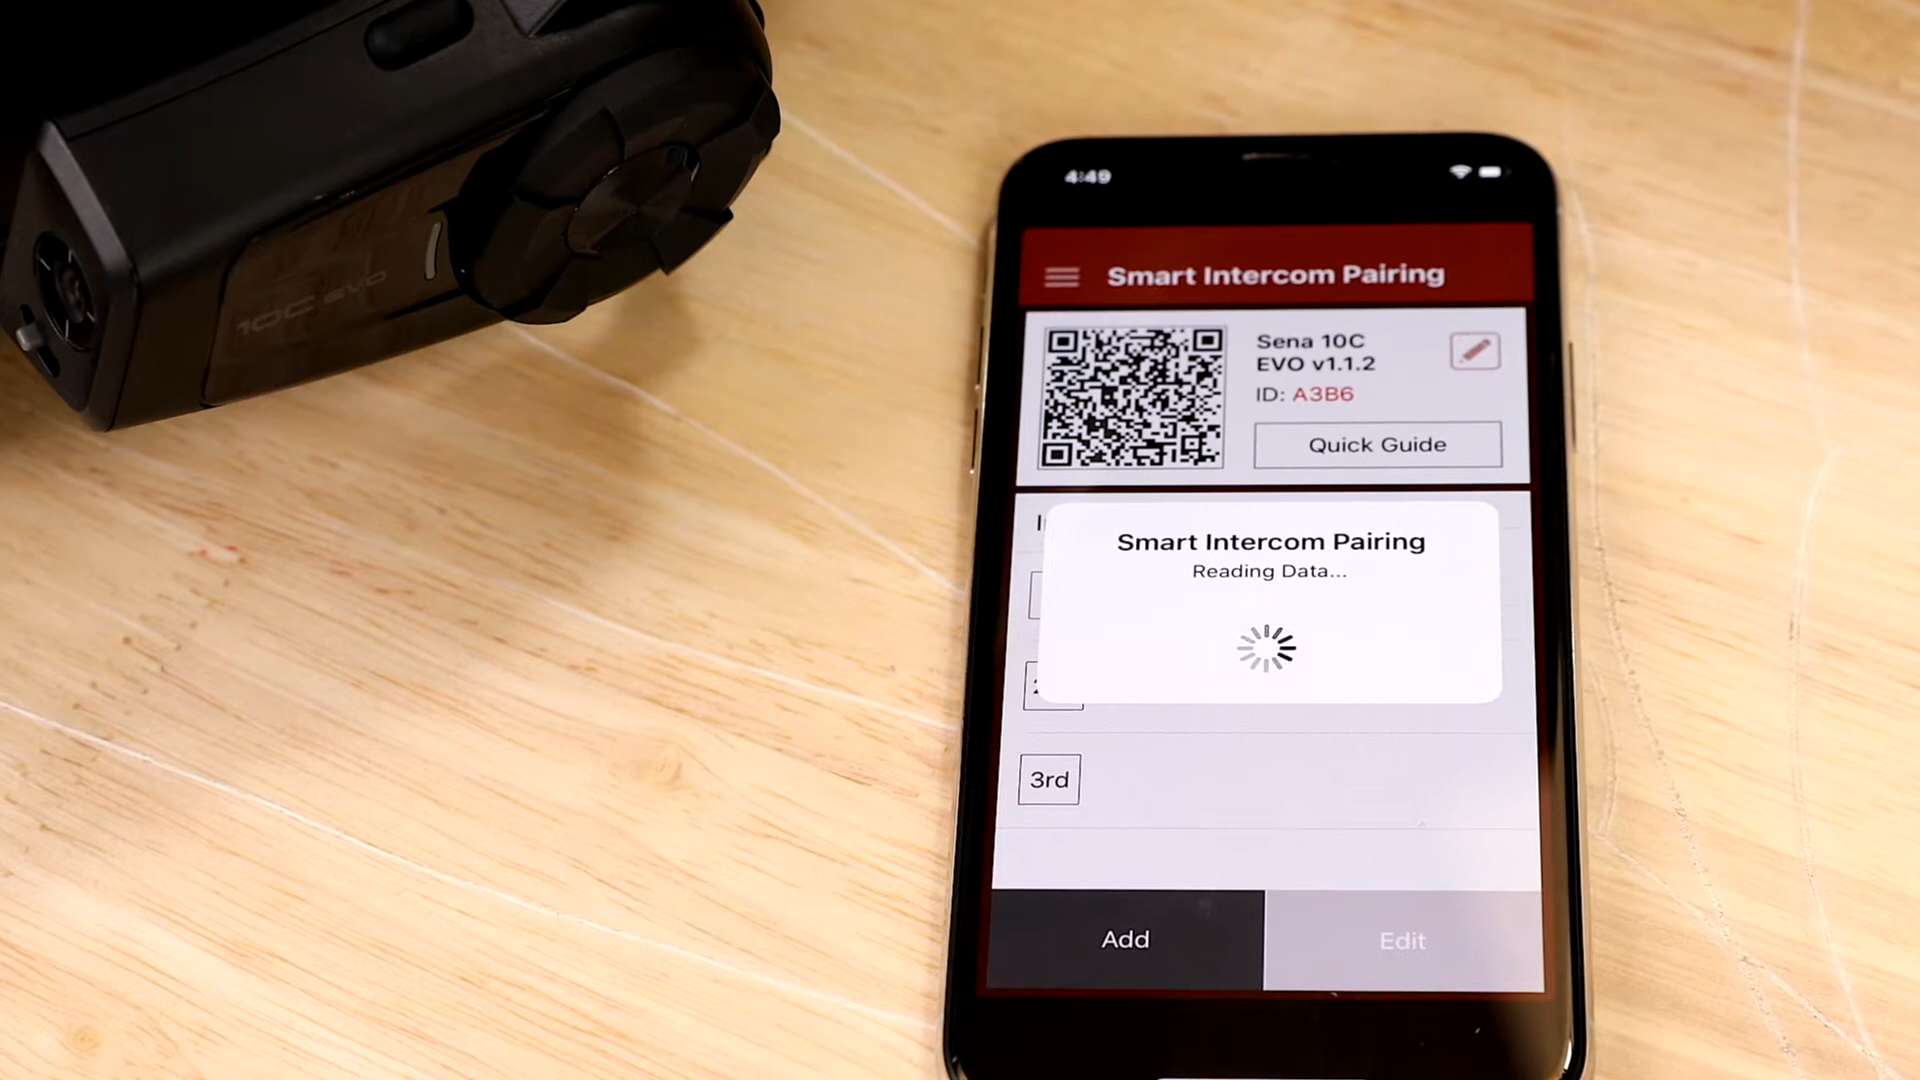 10C EVO
4:49
Smart Intercom Pairing
Sena 10C
EVO v1.1.2
ID: A3B6
Quick Guide
Smart Intercom Pairing
Reading Data...
3rd
Add
Edit